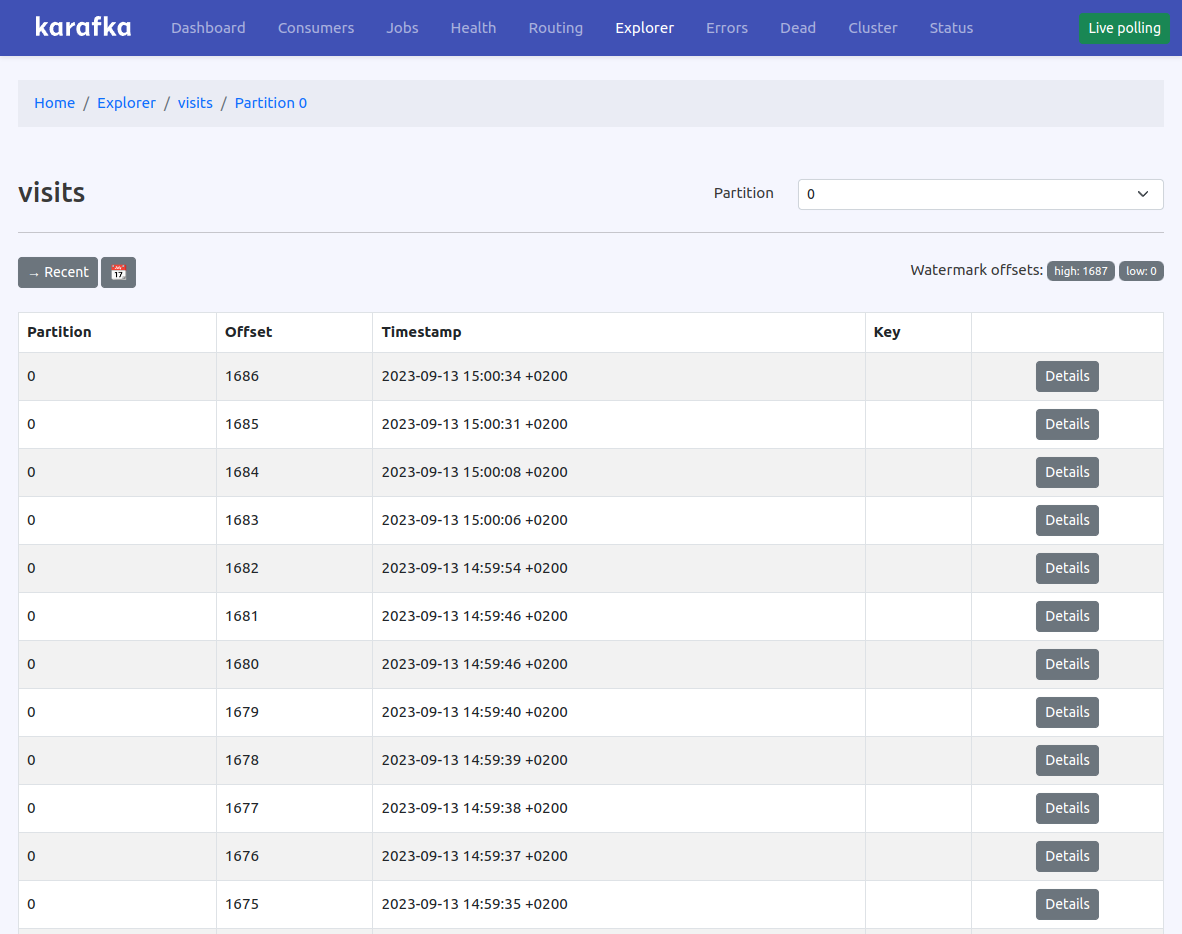 karafka Dashboard Consumers Jobs Health Routing Explorer Errors Dead Cluster Status Live polling
Home / Explorer / visits / Partition 0
visits Partition 0
→ Recent 17 Watermark offsets: high: 1687 low: 0
Partition Offset Timestamp Key
0 1686 2023-09-13 15:00:34 +0200 Details
0 1685 2023-09-13 15:00:31 +0200 Details
0 1684 2023-09-13 15:00:08 +0200 Details
0 1683 2023-09-13 15:00:06 +0200 Details
0 1682 2023-09-13 14:59:54 +0200 Details
0 1681 2023-09-13 14:59:46 +0200 Details
0 1680 2023-09-13 14:59:46 +0200 Details
0 1679 2023-09-13 14:59:40 +0200 Details
0 1678 2023-09-13 14:59:39 +0200 Details
0 1677 2023-09-13 14:59:38 +0200 Details
0 1676 2023-09-13 14:59:37 +0200 Details
0 1675 2023-09-13 14:59:35 +0200 Details